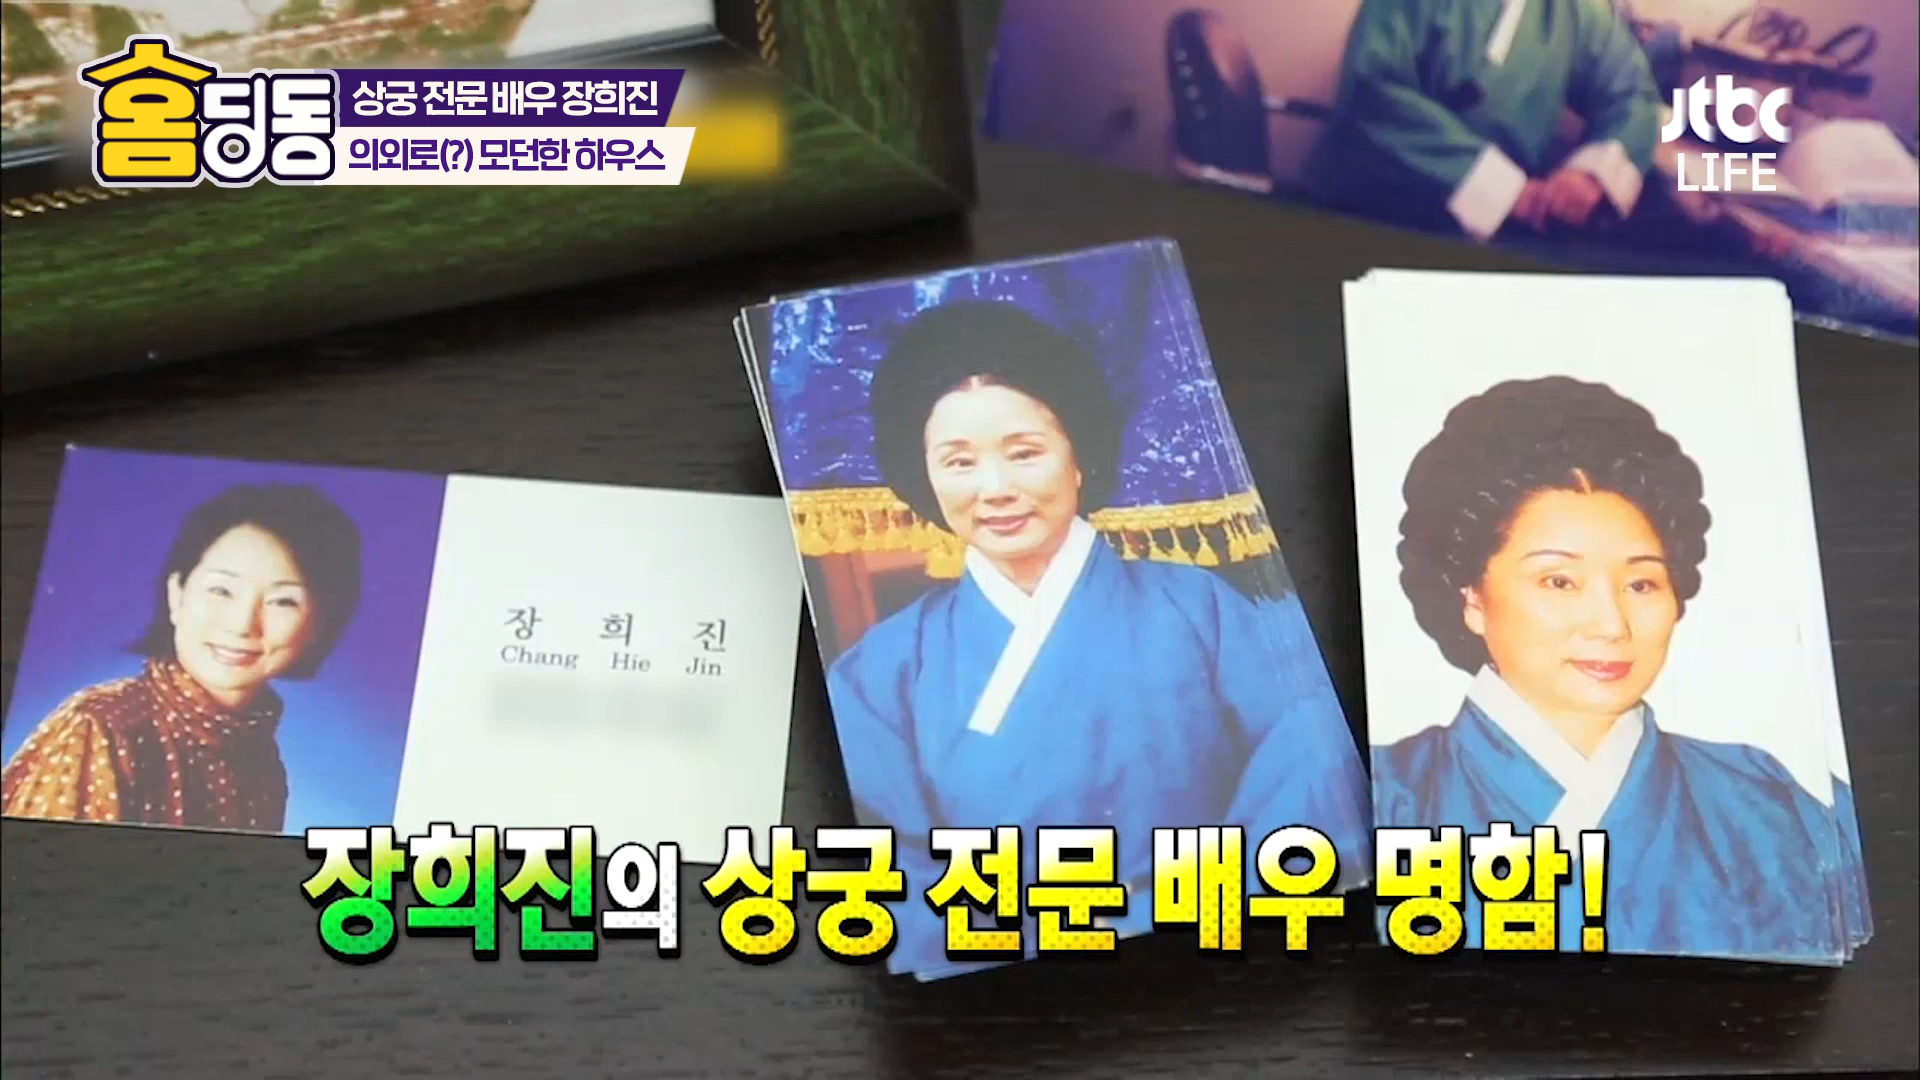 홈딩동
상궁 전문 배우 장희진
의외로(?) 모던한 하우스
jtbc
LIFE
장 희 진
Chang Hie Jin
장희진의 상궁 전문 배우 명함!